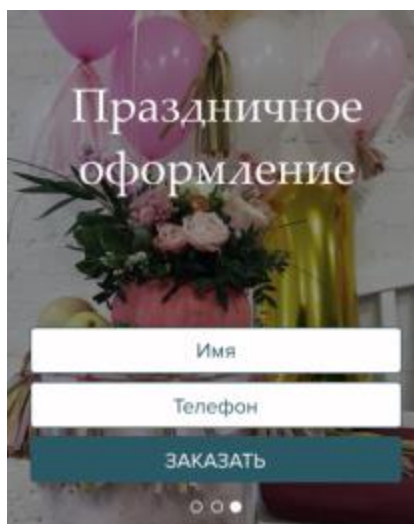 Праздничное
оформление
Имя
Телефон
ЗАКАЗАТЬ